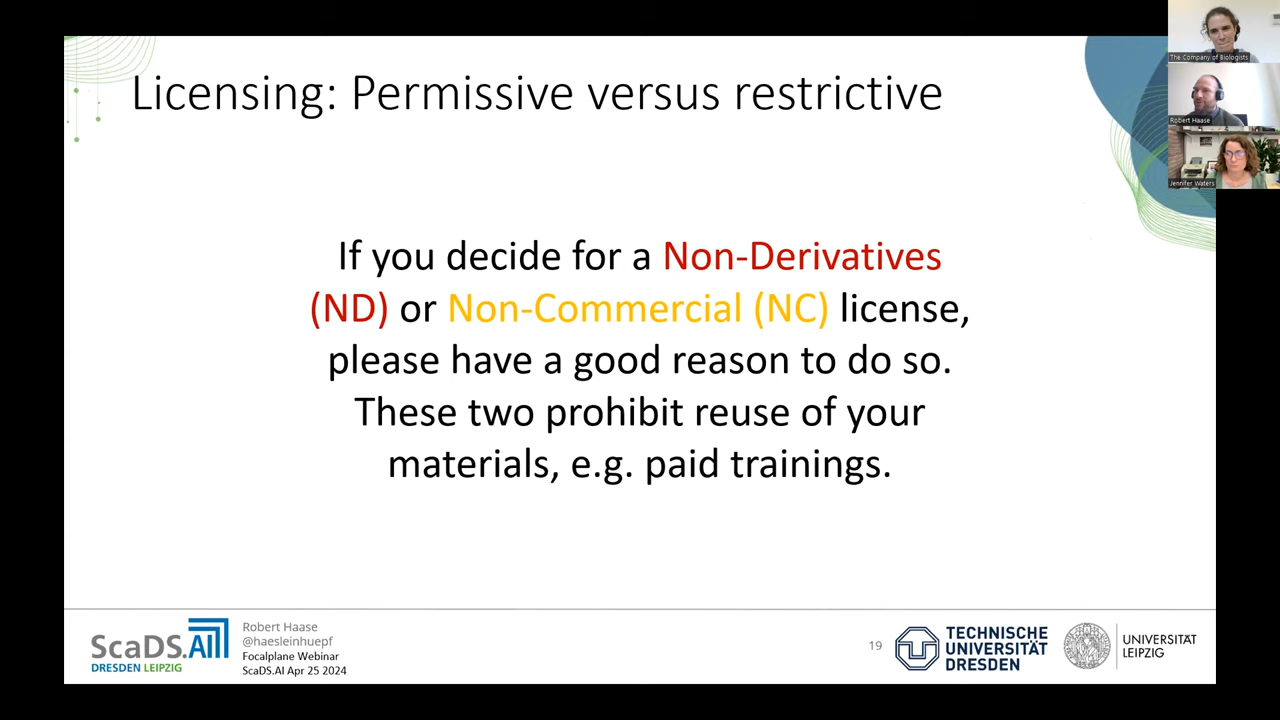 Licensing: Permissive versus restrictive
The Company of Biologists
Robert Haase
Jennifer Waters
If you decide for a Non-Derivatives
(ND) or Non-Commercial (NC) license,
please have a good reason to do so.
These two prohibit reuse of your
materials, e.g. paid trainings.
ScaDS.AI
DRESDEN LEIPZIG
Robert Haase
@haesleinhuepf
Focalplane Webinar
ScaDS.AI Apr 25 2024
19
TECHNISCHE
UNIVERSITÄT
DRESDEN
UNIVERSITÄT
LEIPZIG